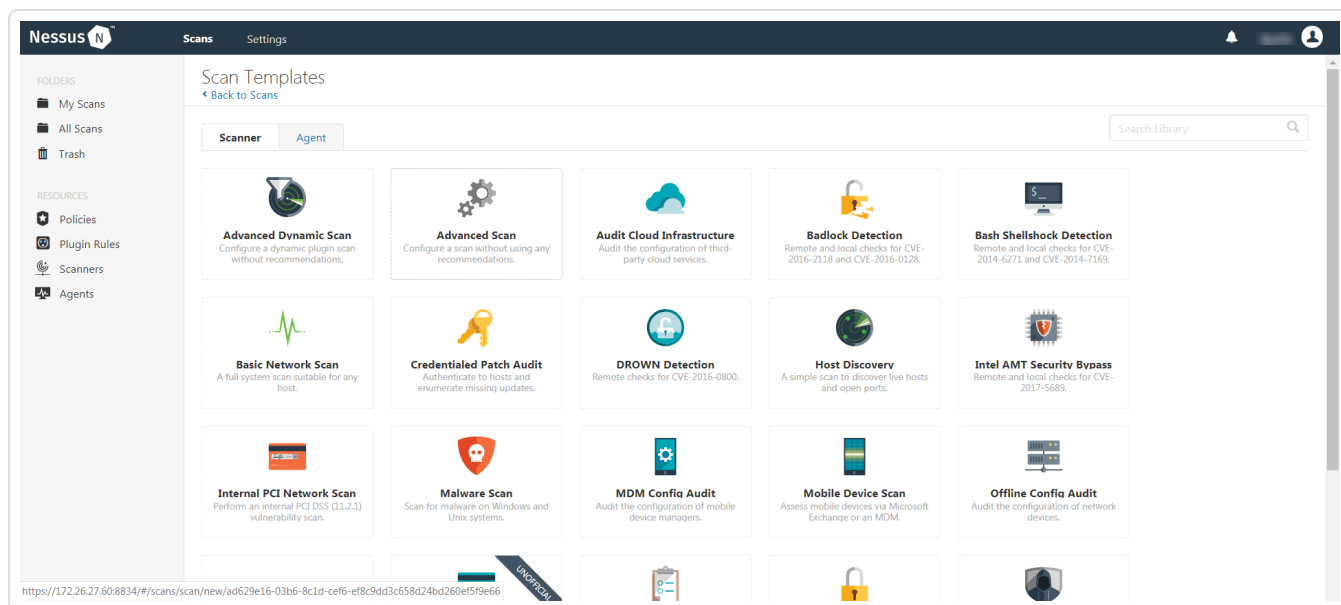 Nessus N ™
Scans Settings
FOLDERS
My Scans
All Scans
Trash
RESOURCES
Policies
Plugin Rules
Scanners
Agents
Scan Templates
Back to Scans
Scanner Agent
Search Library
Advanced Dynamic Scan
Configure a dynamic plugin scan
without recommendations.
Advanced Scan
Configure a scan without using any
recommendations.
Audit Cloud Infrastructure
Audit the configuration of third-
party cloud services.
Badlock Detection
Remote and local checks for CVE-
2016-2118 and CVE-2016-0128.
Bash Shellshock Detection
Remote and local checks for CVE-
2014-6271 and CVE-2014-7169.
Basic Network Scan
A full system scan suitable for any
host.
Credentialed Patch Audit
Authenticate to hosts and
enumerate missing updates.
DROWN Detection
Remote checks for CVE-2016-0800.
Host Discovery
A simple scan to discover live hosts
and open ports.
Intel AMT Security Bypass
Remote and local checks for CVE-
2017-5689.
Internal PCI Network Scan
Perform an internal PCI DSS (11.2.1)
vulnerability scan.
Malware Scan
Scan for malware on Windows and
Unix systems.
MDM Config Audit
Audit the configuration of mobile
device managers.
Mobile Device Scan
Assess mobile devices via Microsoft
Exchange or an MDM.
Offline Config Audit
Audit the configuration of network
devices.
UNOFFICIAL
https://172.26.27.60:8834/#/scans/scan/new/ad629e16-03b6-8c1d-cef6-ef8c9dd3c658d24bd260ef5f9e66